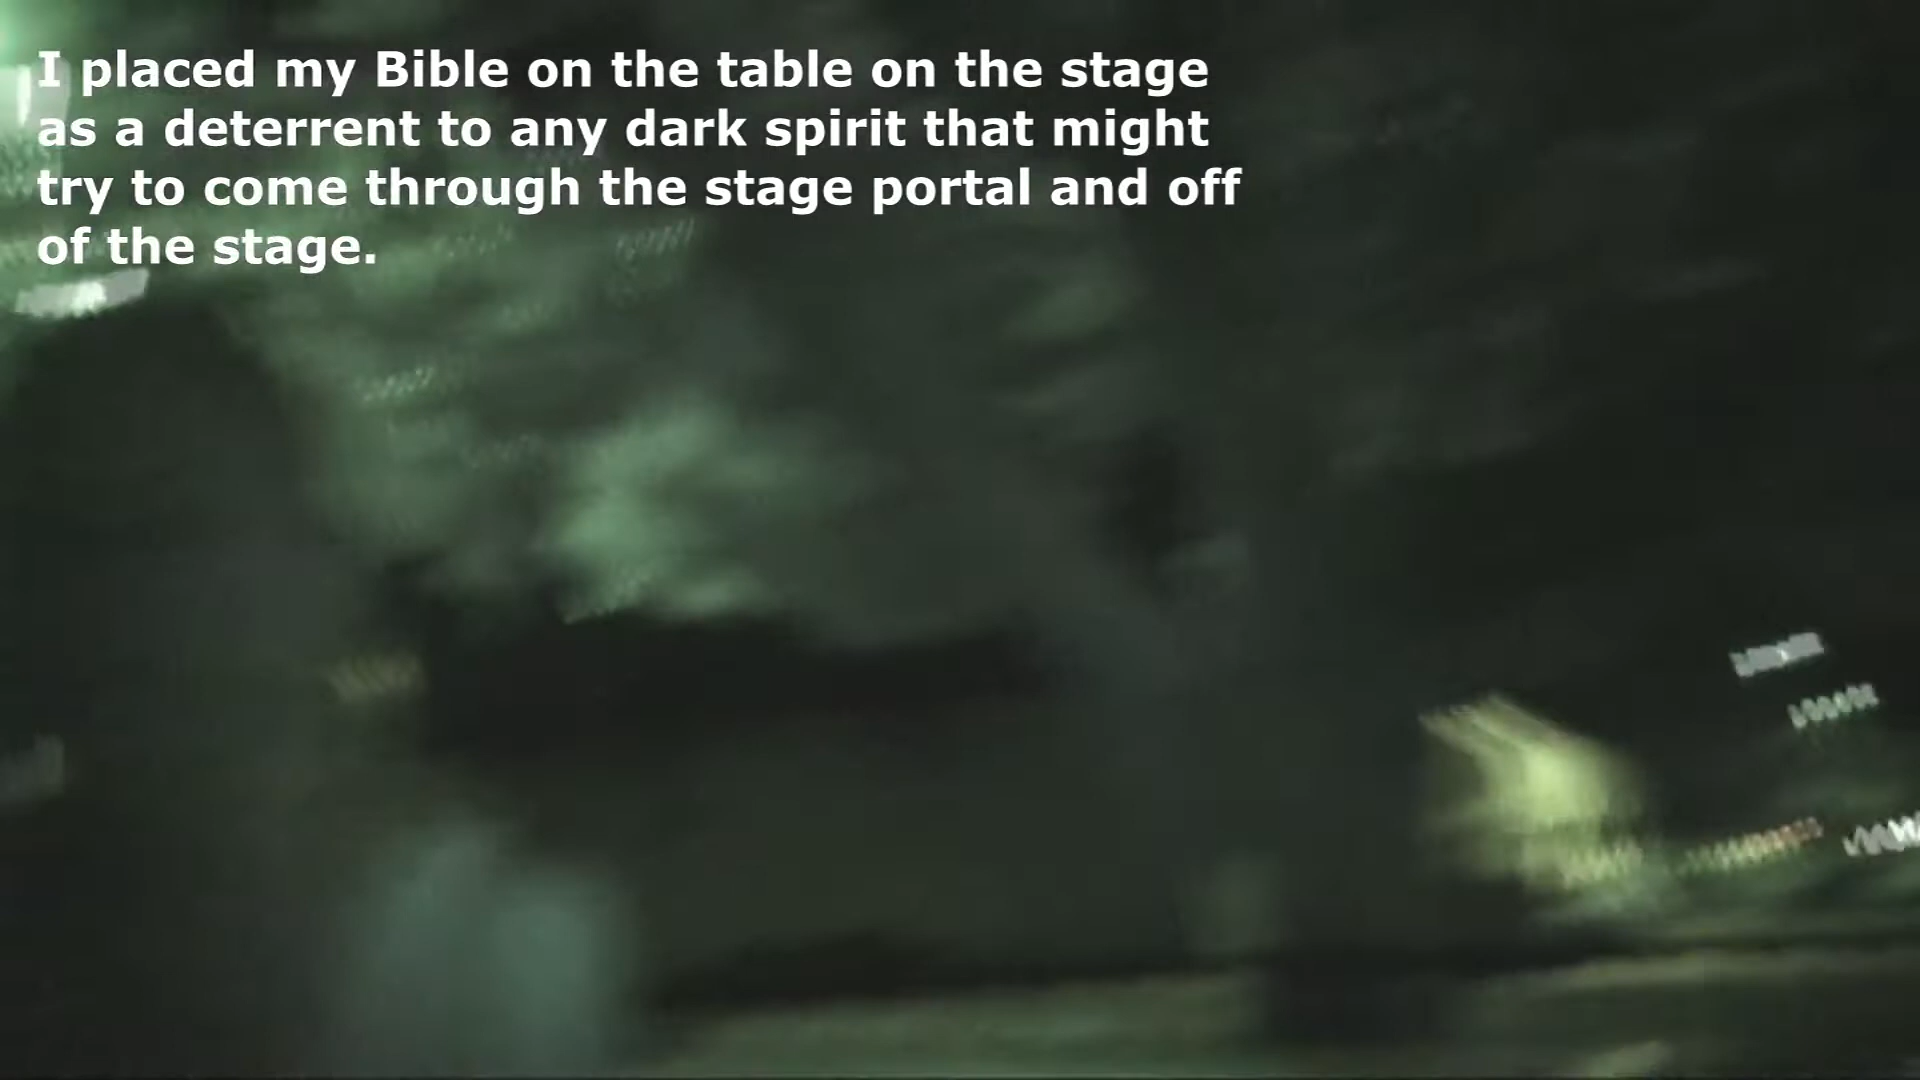 I placed my Bible on the table on the stage
as a deterrent to any dark spirit that might
try to come through the stage portal and off
of the stage.